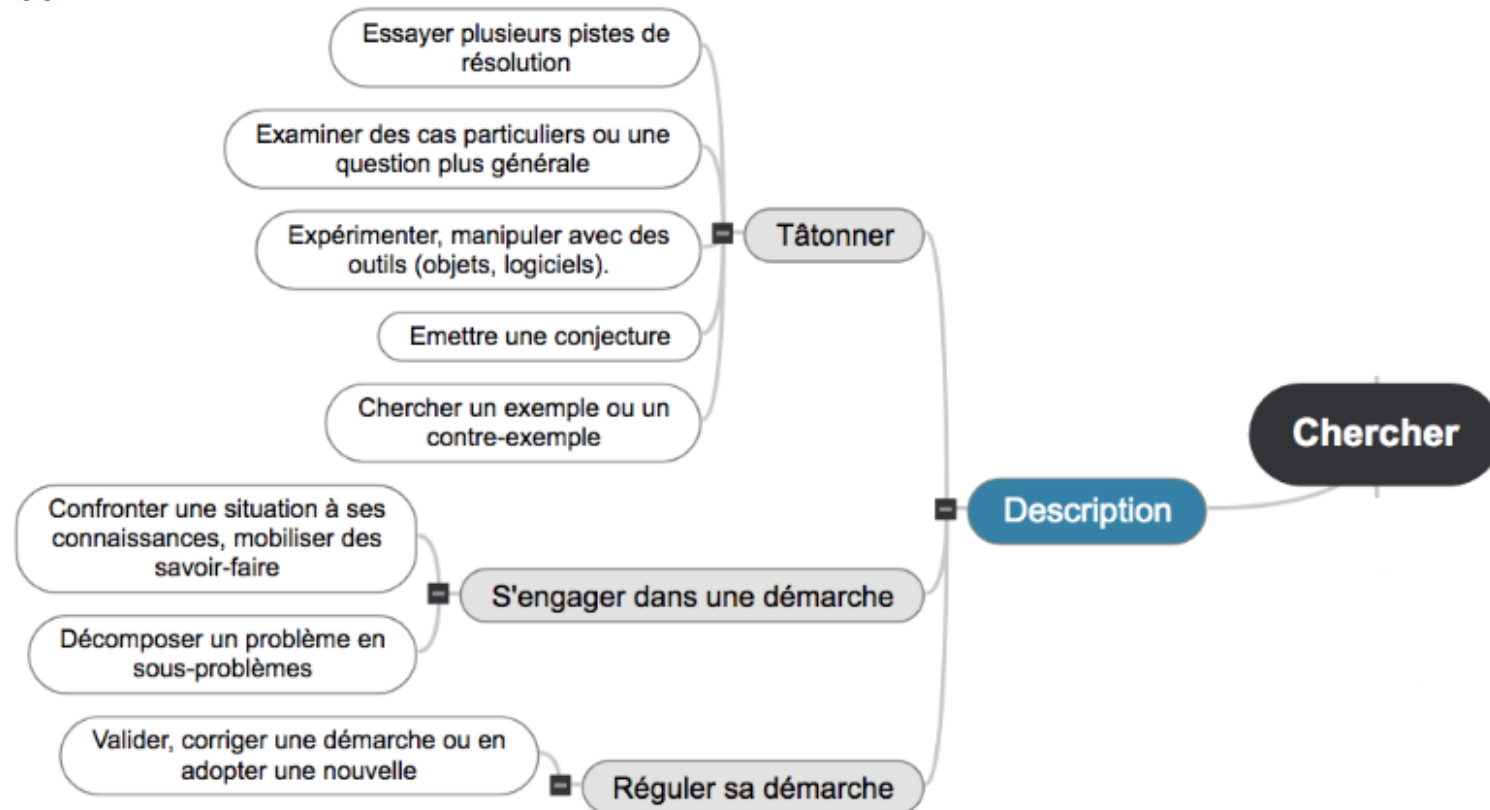 Essayer plusieurs pistes de
résolution
Examiner des cas particuliers ou une
question plus générale
Expérimenter, manipuler avec des
outils (objets, logiciels).
Emettre une conjecture
Chercher un exemple ou un
contre-exemple
Tâtonner
Confronter une situation à ses
connaissances, mobiliser des
savoir-faire
Décomposer un problème en
sous-problèmes
S'engager dans une démarche
Valider, corriger une démarche ou en
adopter une nouvelle
Réguler sa démarche
Description
Chercher